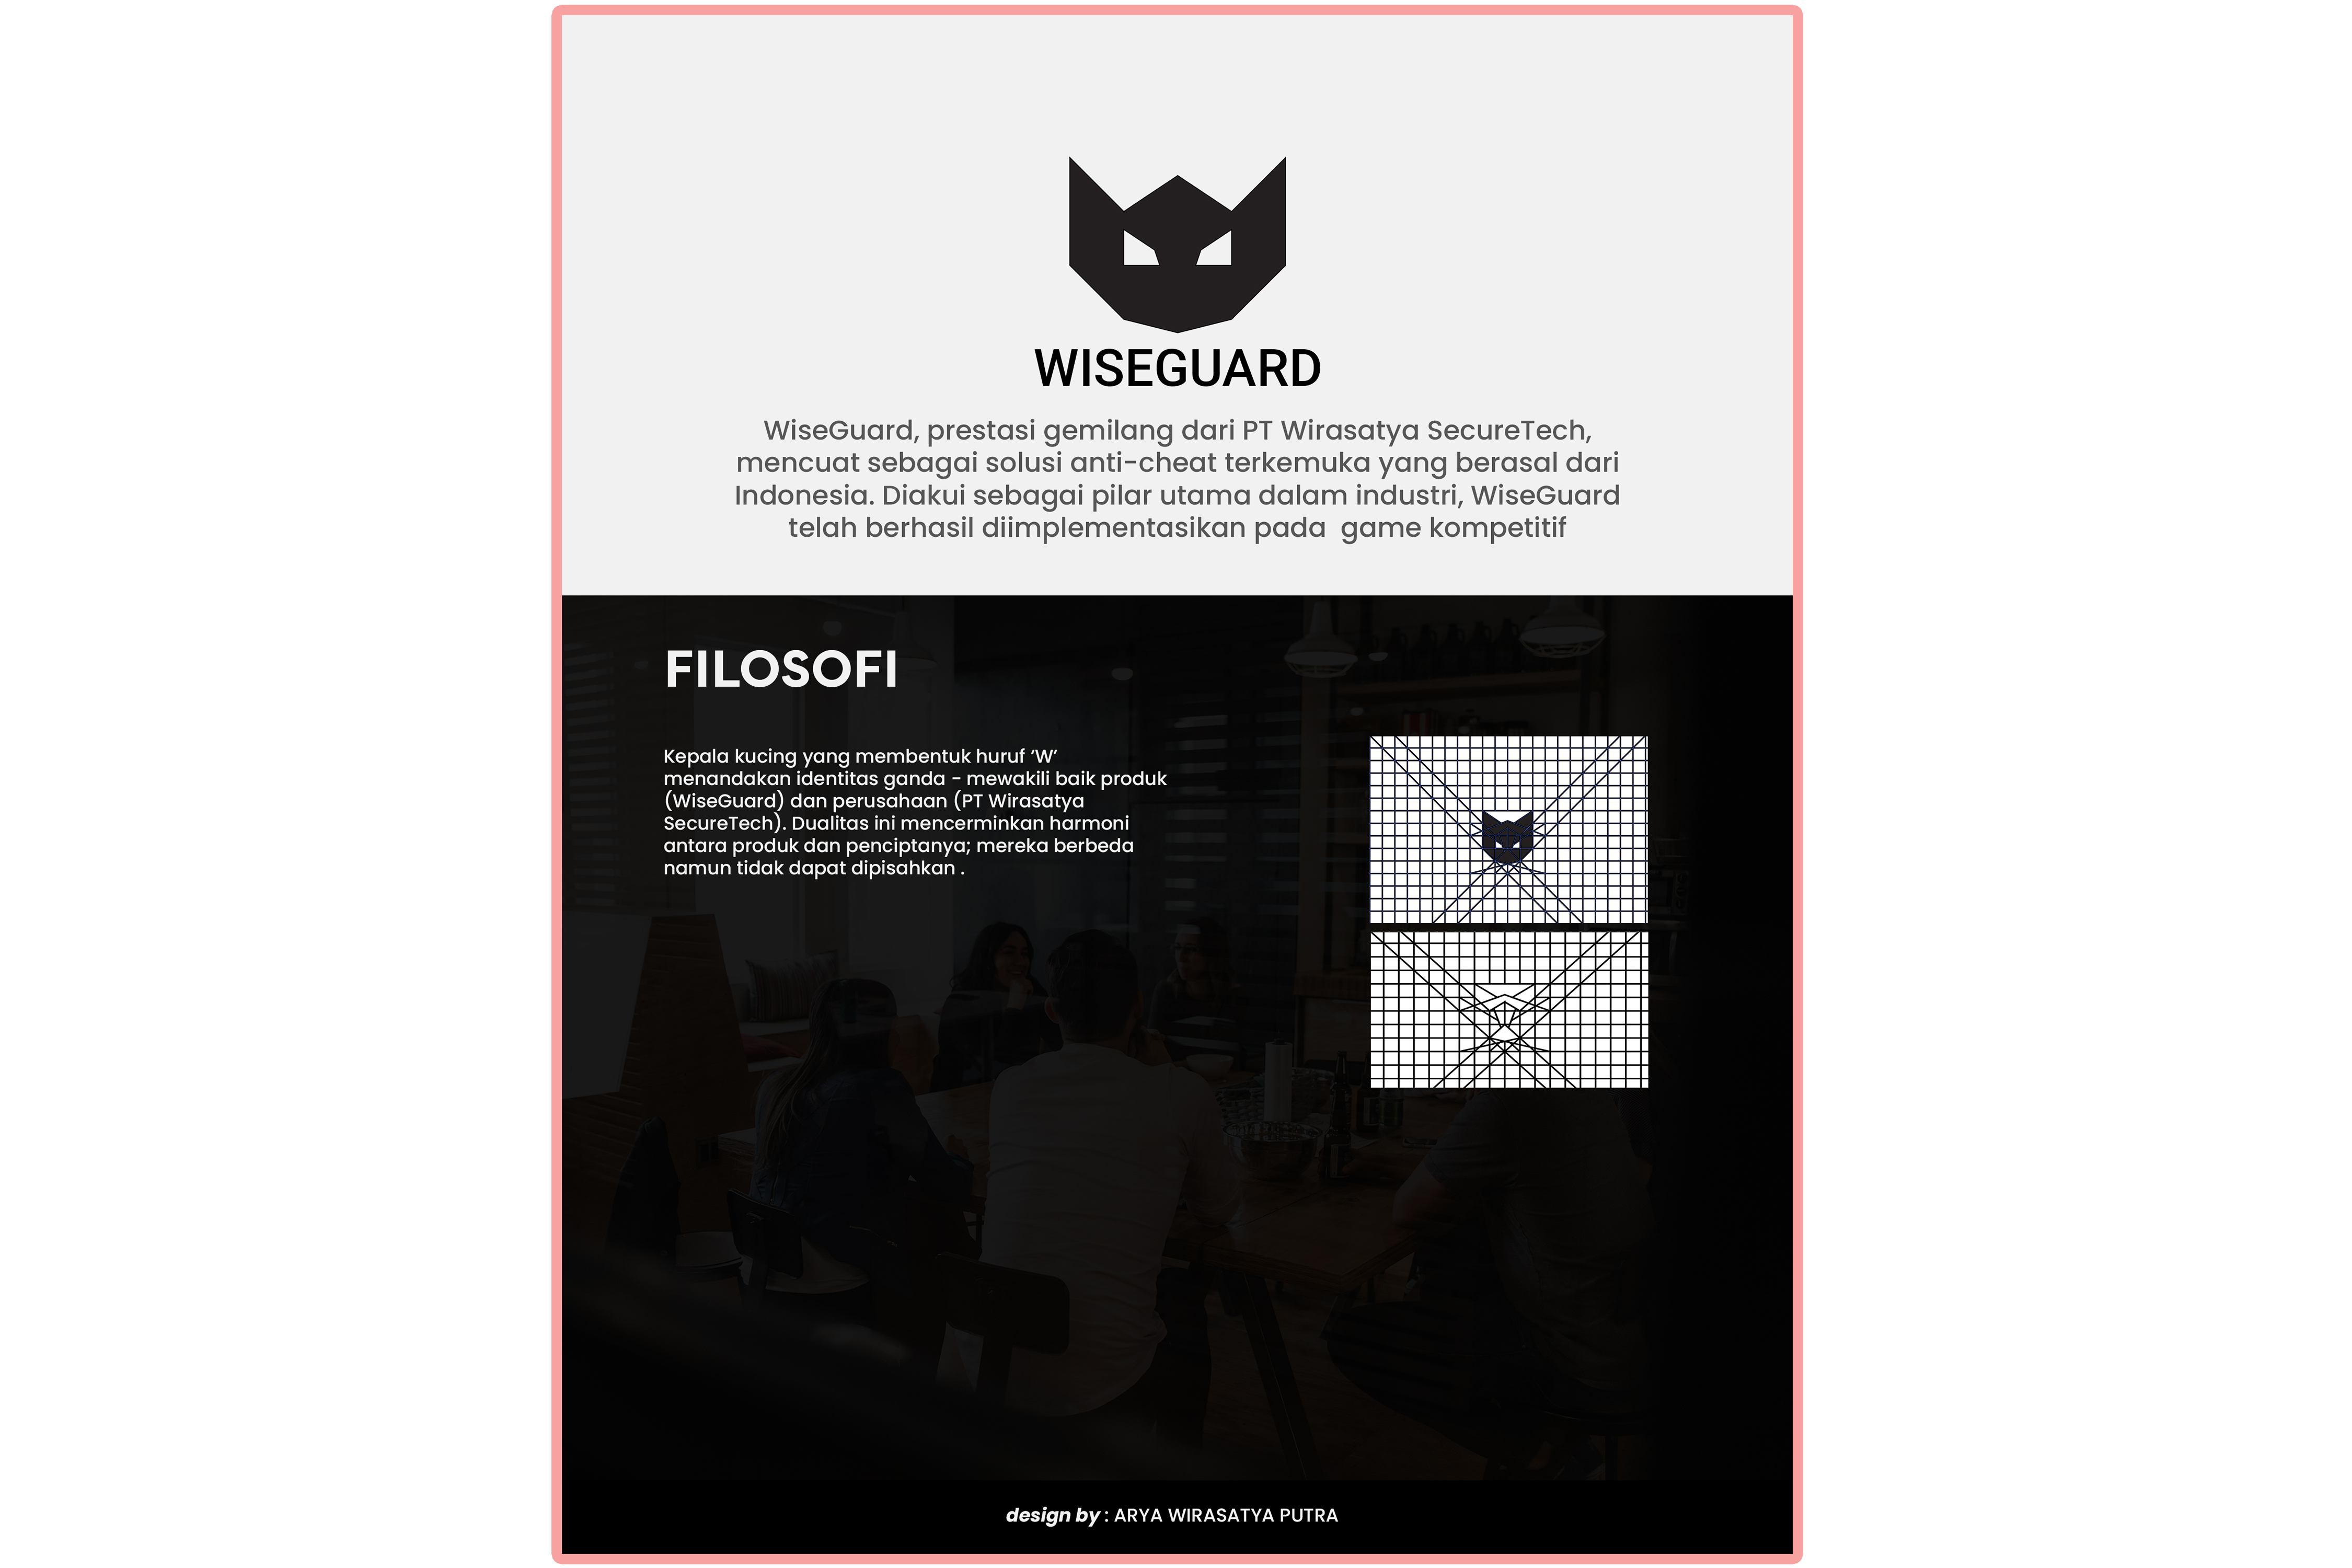 WISEGUARD
WiseGuard, prestasi gemilang dari PT Wirasatya SecureTech,
mencuat sebagai solusi anti-cheat terkemuka yang berasal dari
Indonesia. Diakui sebagai pilar utama dalam industri, WiseGuard
telah berhasil diimplementasikan pada  game kompetitif
FILOSOFI
Kepala kucing yang membentuk huruf ‘W’
menandakan identitas ganda - mewakili baik produk
(WiseGuard) dan perusahaan (PT Wirasatya
SecureTech). Dualitas ini mencerminkan harmoni
antara produk dan penciptanya; mereka berbeda
namun tidak dapat dipisahkan .
design by : ARYA WIRASATYA PUTRA